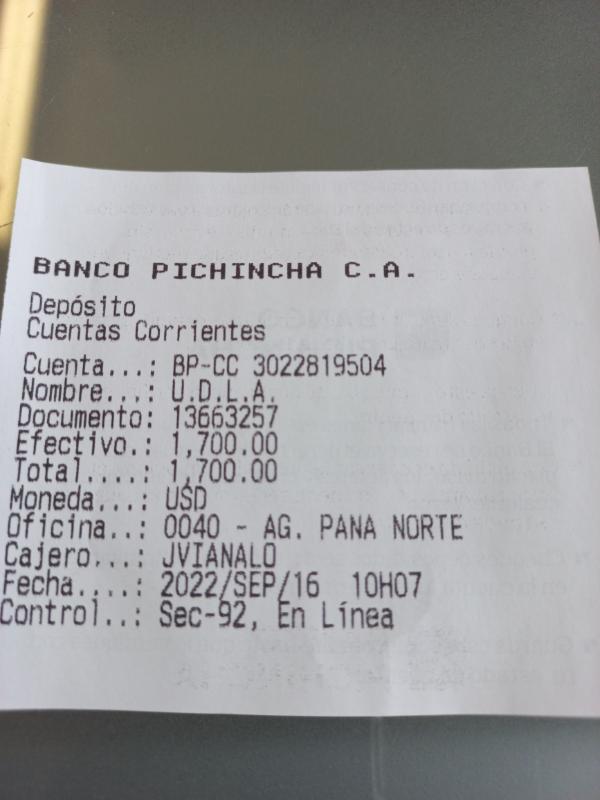 BANCO PICHINCHA C.A.
Depósito
Cuentas Corrientes
Cuenta...: BP-CC 3022819504
Nombre...: U.D.L.A.
Documento: 13663257
Efectivo.: 1,700.00
Total....: 1,700.00
Moneda...: USD
Oficina..: 0040 - AG. PANA NORTE
Cajero...: JVIANALO
Fecha....: 2022/SEP/16 10H07
Control..: Sec-92, En Línea